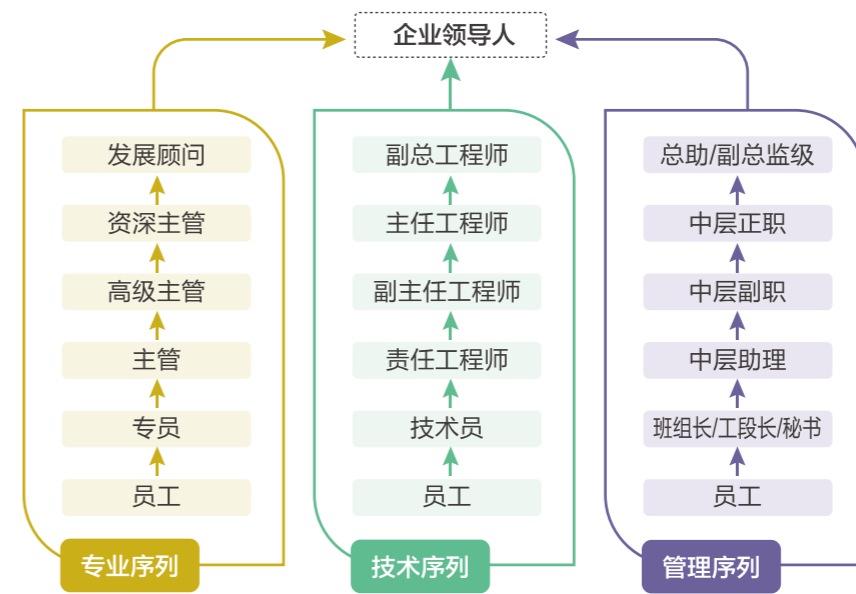 企业领导人
发展顾问
资深主管
高级主管
主管
专员
员工
专业序列
副总工程师
主任工程师
副主任工程师
责任工程师
技术员
员工
技术序列
总助/副总监级
中层正职
中层副职
中层助理
班组长/工段长/秘书
员工
管理序列